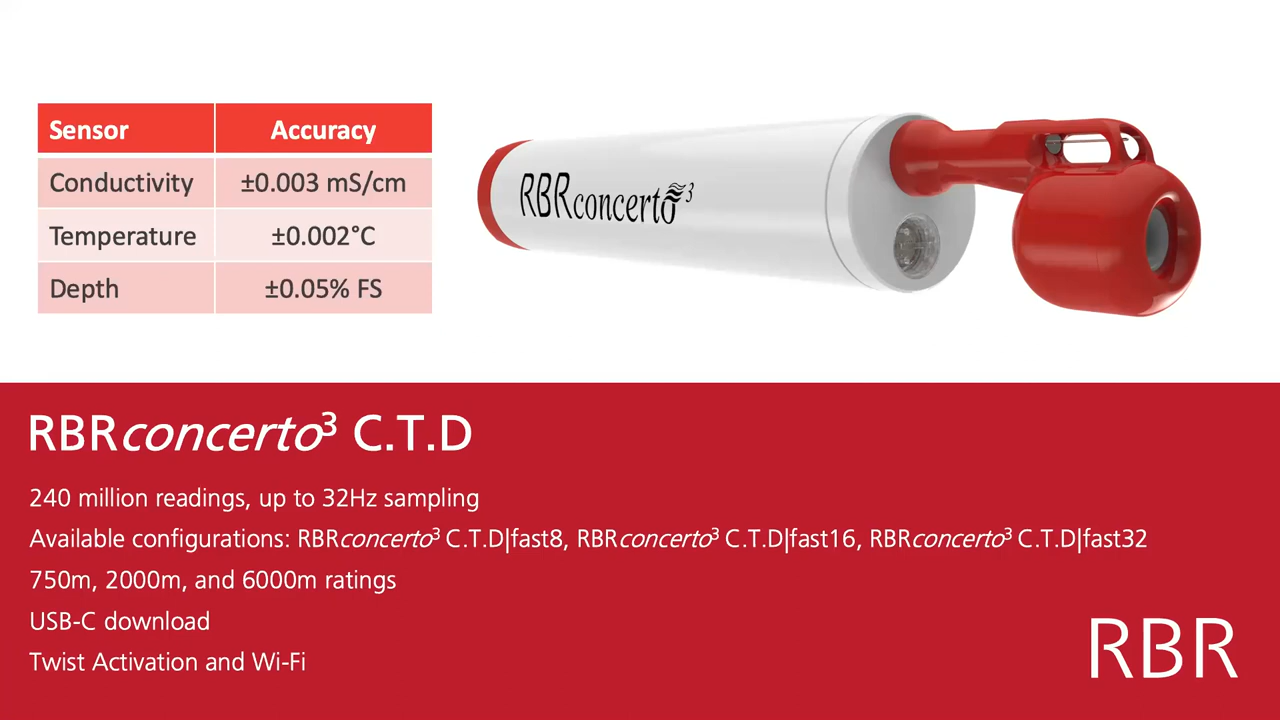 Sensor Accuracy
Conductivity ±0.003 mS/cm
Temperature ±0.002°C
Depth ±0.05% FS
RBRconcerto³
RBRconcerto³ C.T.D
240 million readings, up to 32Hz sampling
Available configurations: RBRconcerto³ C.T.D|fast8, RBRconcerto³ C.T.D|fast16, RBRconcerto³ C.T.D|fast32
750m, 2000m, and 6000m ratings
USB-C download
Twist Activation and Wi-Fi
RBR